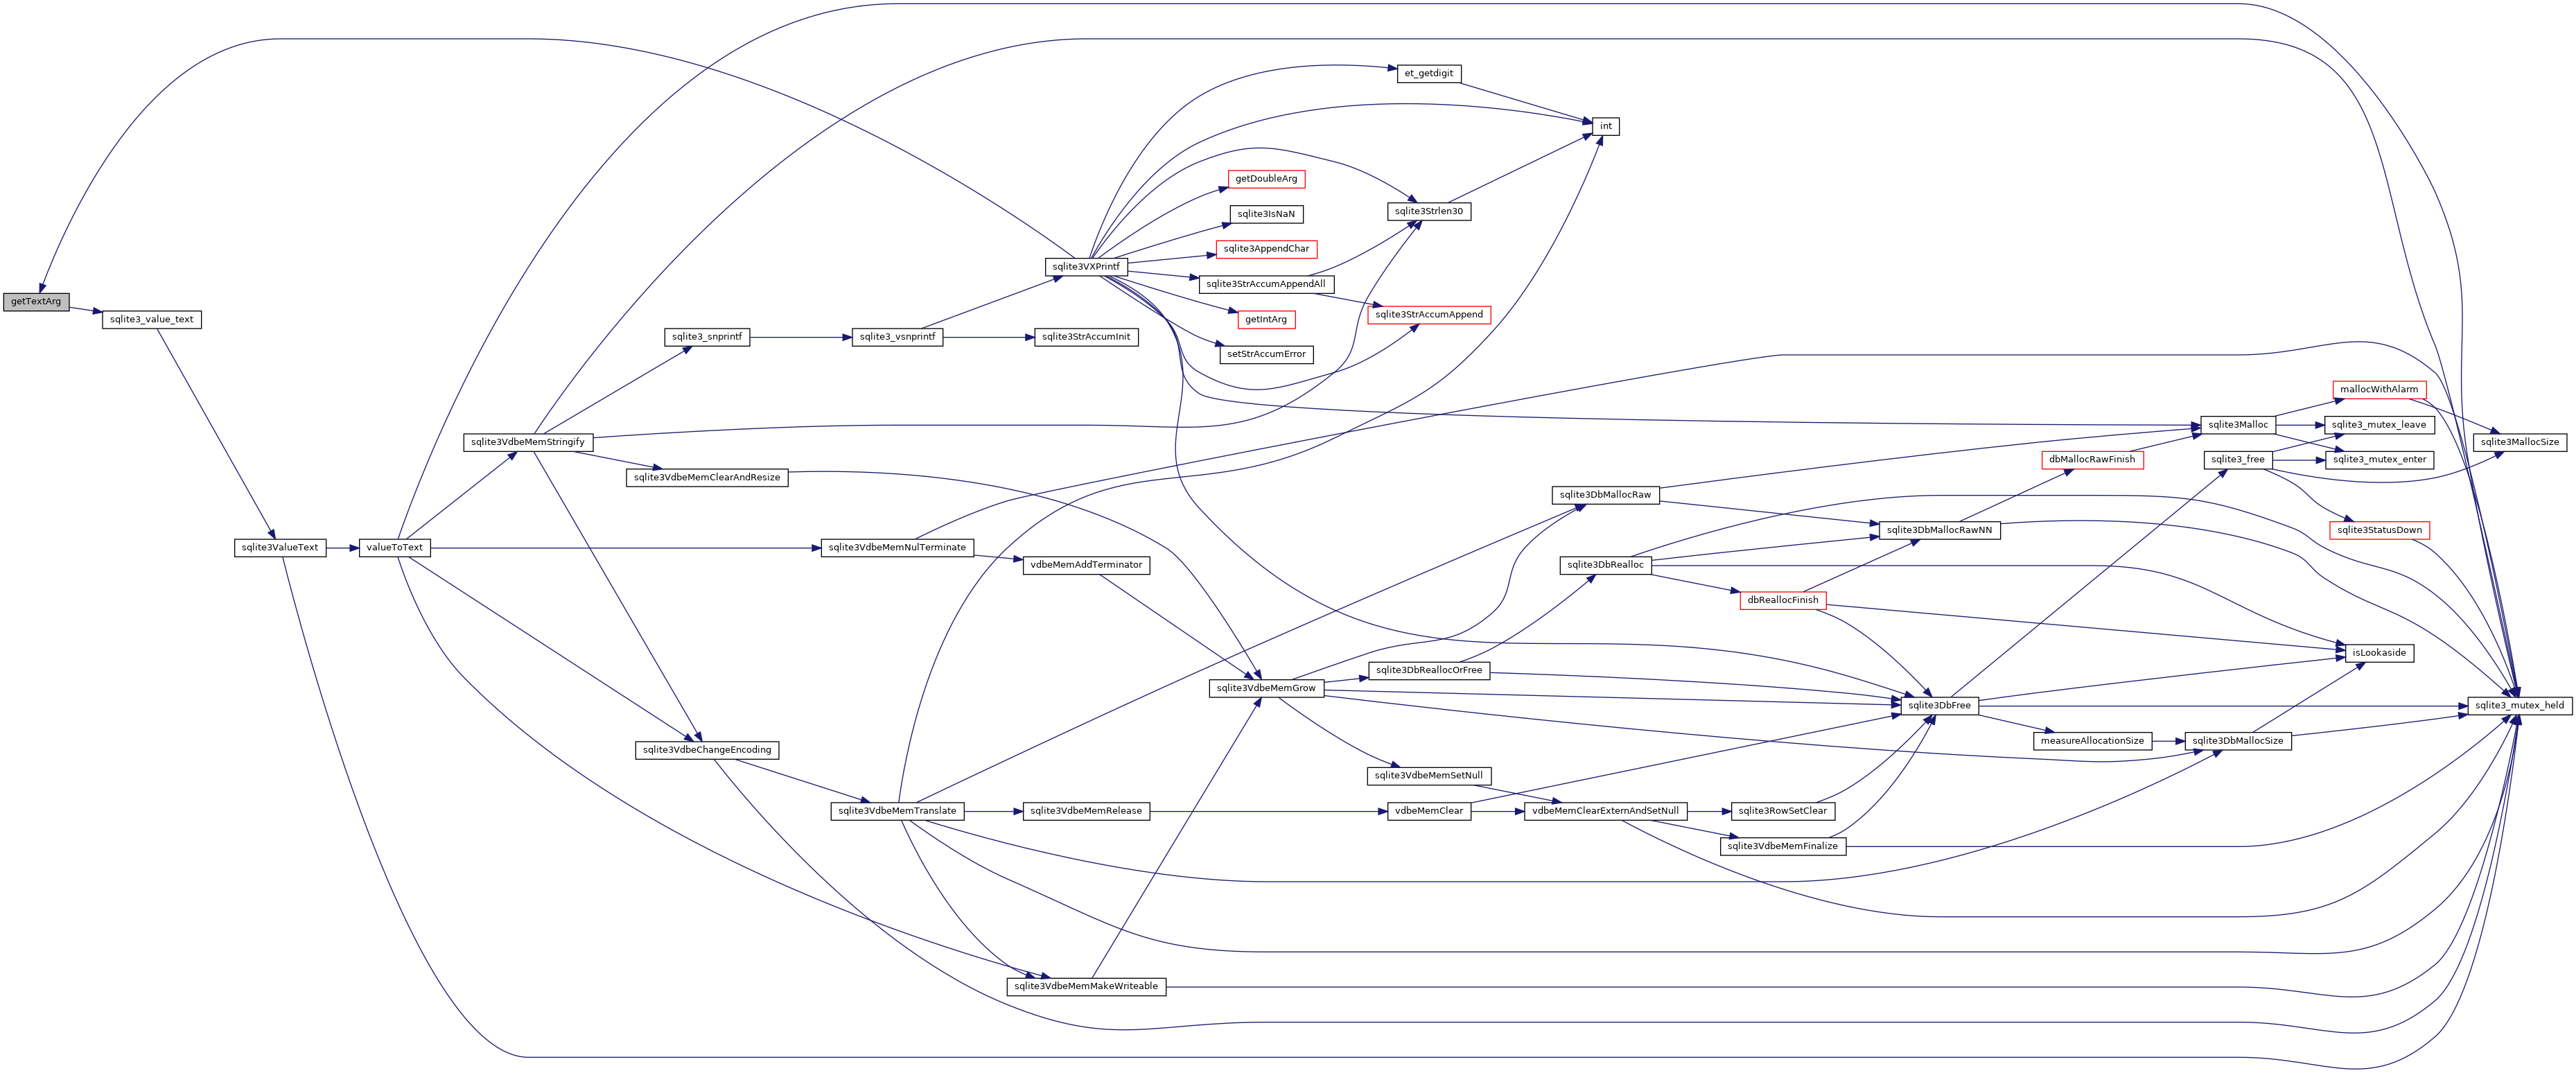 et_getdigit
int
getDoubleArg
sqlite3Strlen30
sqlite3IsNaN
sqlite3AppendChar
sqlite3VXPrintf
sqlite3StrAccumAppendAll
getTextArg
sqlite3_value_text
getIntArg
sqlite3StrAccumAppend
sqlite3_snprintf
sqlite3_vsnprintf
sqlite3StrAccumInit
setStrAccumError
mallocWithAlarm
sqlite3Malloc
sqlite3_mutex_leave
sqlite3VdbeMemStringify
sqlite3MallocSize
dbMallocRawFinish
sqlite3_free
sqlite3_mutex_enter
sqlite3VdbeMemClearAndResize
sqlite3DbMallocRaw
sqlite3DbMallocRawNN
sqlite3StatusDown
sqlite3ValueText
valueToText
sqlite3VdbeMemNulTerminate
vdbeMemAddTerminator
sqlite3DbRealloc
dbReallocFinish
isLookaside
sqlite3DbReallocOrFree
sqlite3VdbeMemGrow
sqlite3DbFree
sqlite3_mutex_held
measureAllocationSize
sqlite3DbMallocSize
sqlite3VdbeChangeEncoding
sqlite3VdbeMemSetNull
sqlite3VdbeMemTranslate
sqlite3VdbeMemRelease
vdbeMemClear
vdbeMemClearExternAndSetNull
sqlite3RowSetClear
sqlite3VdbeMemFinalize
sqlite3VdbeMemMakeWriteable